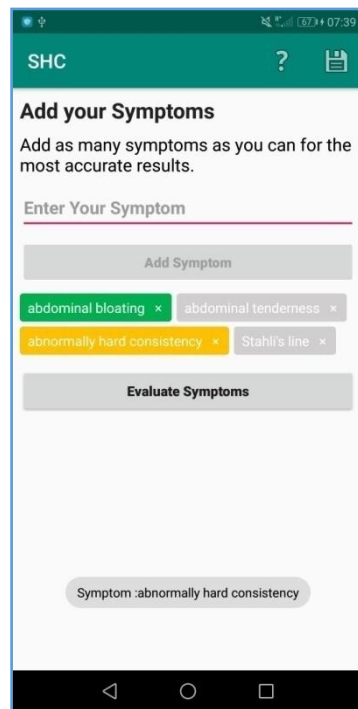 67 07:39
SHC ?
Add your Symptoms
Add as many symptoms as you can for the
most accurate results.
Enter Your Symptom
Add Symptom
abdominal bloating × abdominal tenderness ×
abnormally hard consistency × Stahli's line ×
Evaluate Symptoms
Symptom :abnormally hard consistency